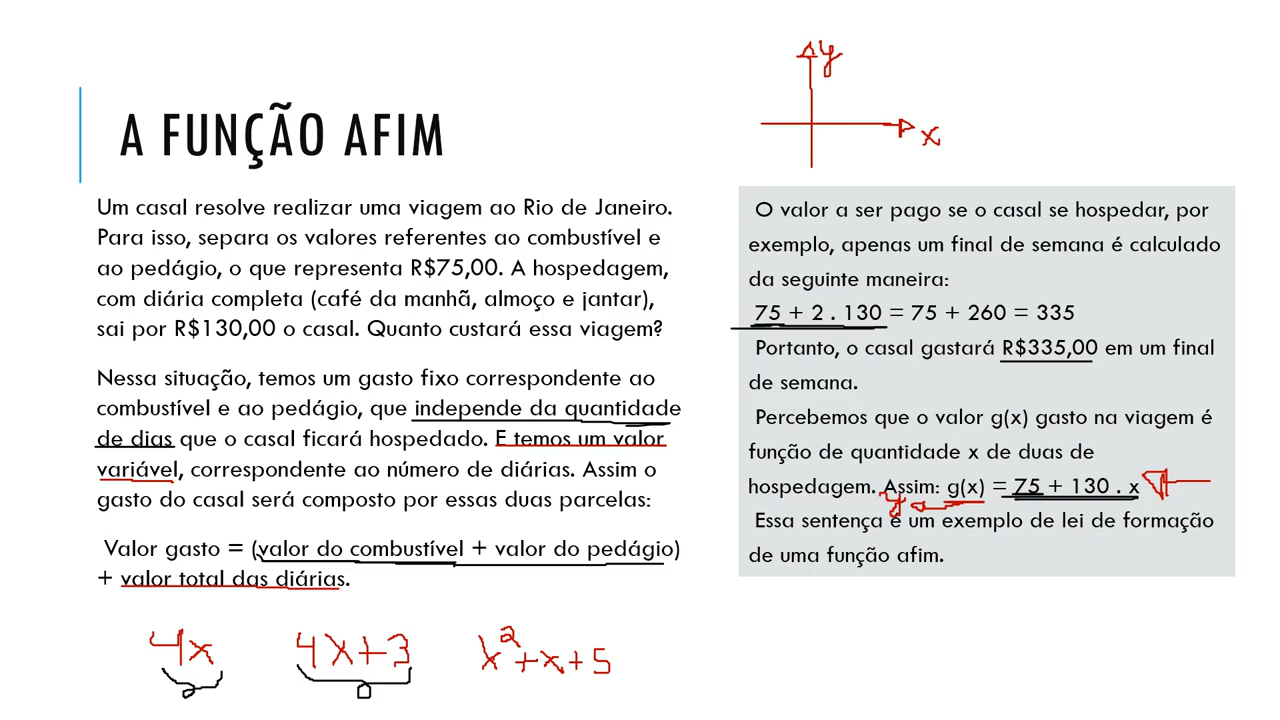 A FUNÇÃO AFIM
Um casal resolve realizar uma viagem ao Rio de Janeiro.
Para isso, separa os valores referentes ao combustível e
ao pedágio, o que representa R$75,00. A hospedagem,
com diária completa (café da manhã, almoço e jantar),
sai por R$130,00 o casal. Quanto custará essa viagem?
Nessa situação, temos um gasto fixo correspondente ao
combustível e ao pedágio, que independe da quantidade
de dias que o casal ficará hospedado. E temos um valor
variável, correspondente ao número de diárias. Assim o
gasto do casal será composto por essas duas parcelas:
Valor gasto = (valor do combustível + valor do pedágio)
+ valor total das diárias.
4x
4x+3
x²+x+5
y
x
O valor a ser pago se o casal se hospedar, por
exemplo, apenas um final de semana é calculado
da seguinte maneira:
75 + 2 . 130 = 75 + 260 = 335
Portanto, o casal gastará R$335,00 em um final
de semana.
Percebemos que o valor g(x) gasto na viagem é
função de quantidade x de duas de
hospedagem. Assim: g(x) = 75 + 130 . x
y
Essa sentença é um exemplo de lei de formação
de uma função afim.